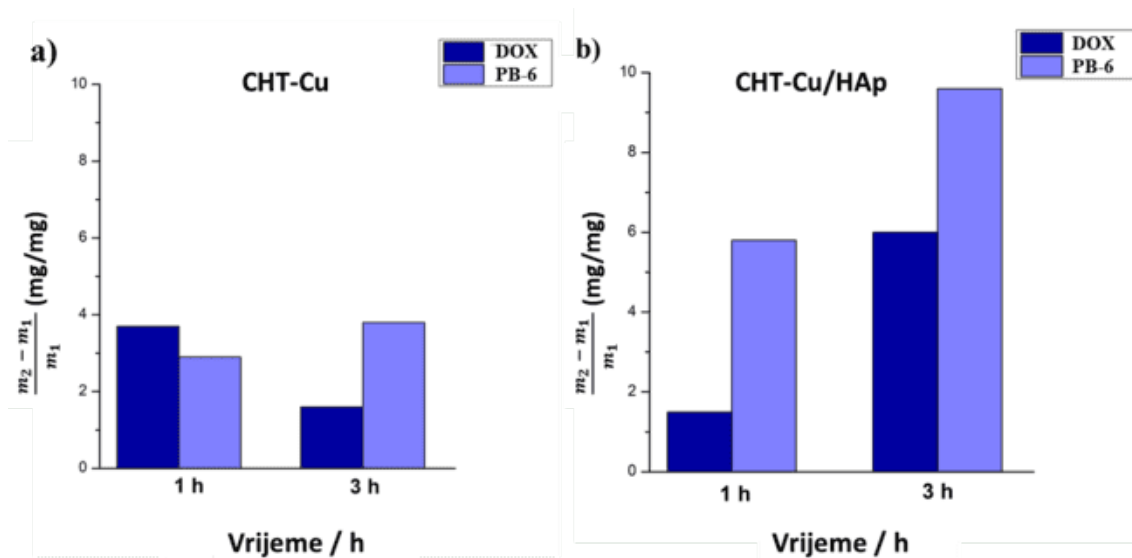 a)
DOX
PB-6
CHT-Cu
10
8
6
4
2
0
m₂ − m₁
m₁
(mg/mg)
1 h
3 h
Vrijeme / h
b)
DOX
PB-6
CHT-Cu/HAp
10
8
6
4
2
0
m₂ − m₁
m₁
(mg/mg)
1 h
3 h
Vrijeme / h